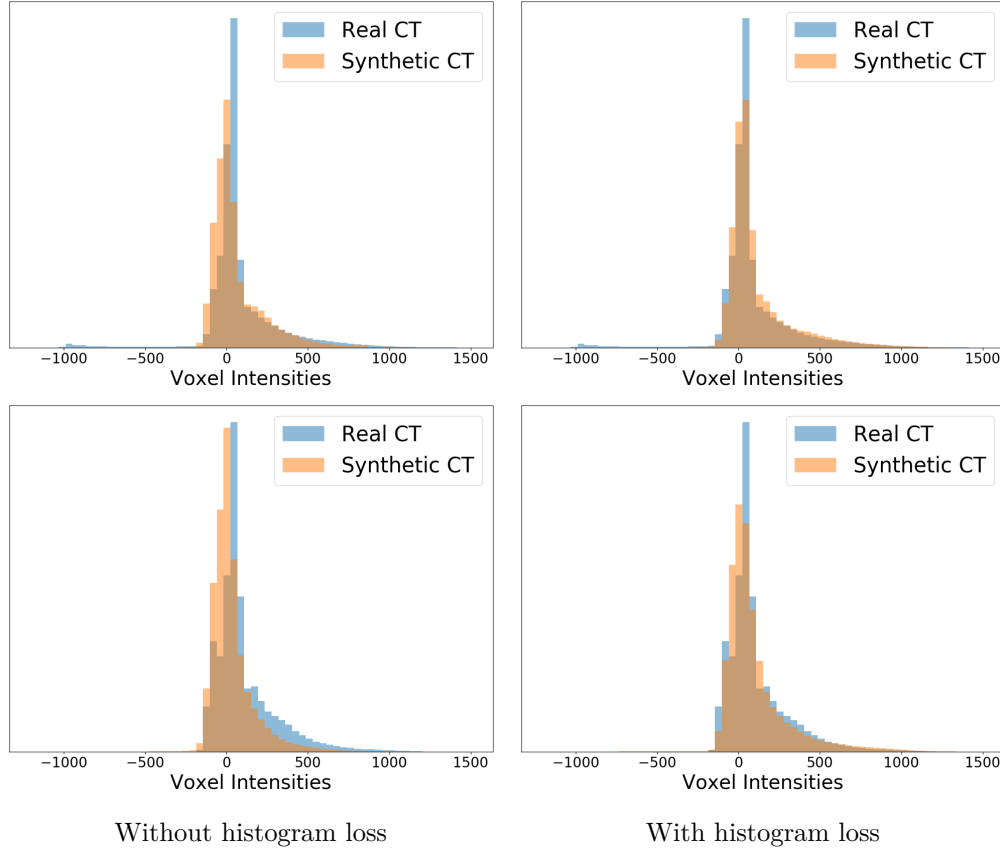 Real CT
Synthetic CT
−1000 −500 0 500 1000 1500
Voxel Intensities
Real CT
Synthetic CT
−1000 −500 0 500 1000 1500
Voxel Intensities
Real CT
Synthetic CT
−1000 −500 0 500 1000 1500
Voxel Intensities
Real CT
Synthetic CT
−1000 −500 0 500 1000 1500
Voxel Intensities
Without histogram loss
With histogram loss